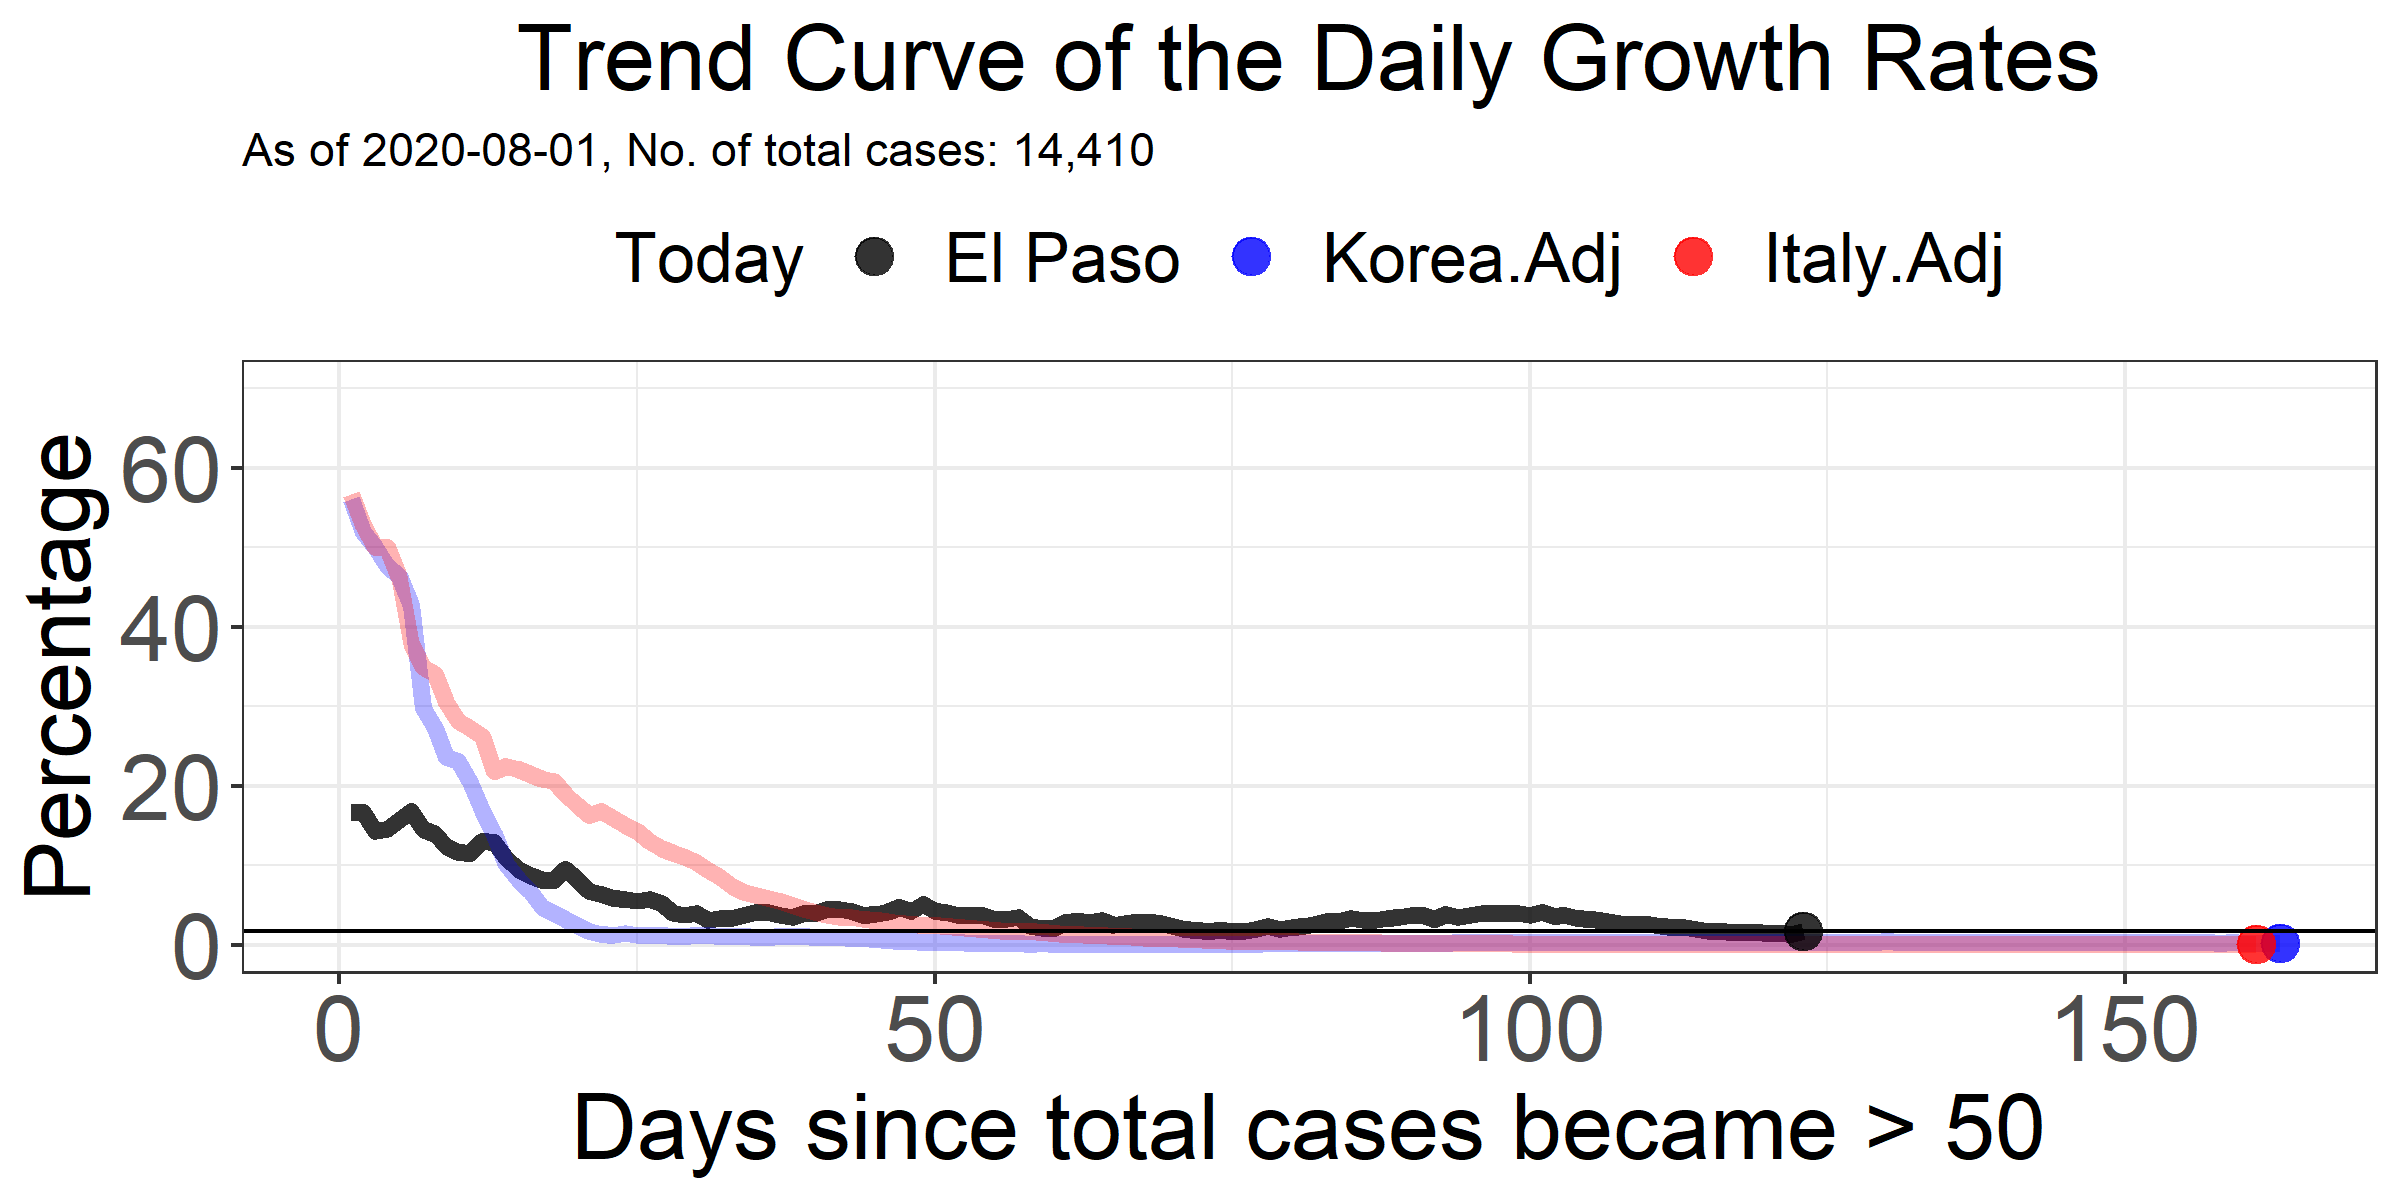 Trend Curve of the Daily Growth Rates
As of 2020-08-01, No. of total cases: 14,410
Today El Paso Korea.Adj Italy.Adj
Percentage
60
40
20
0
0 50 100 150
Days since total cases became > 50